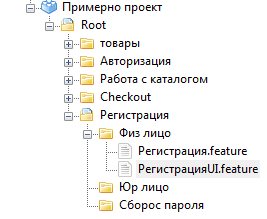 Примерно проект
Root
товары
Авторизация
Работа с каталогом
Checkout
Регистрация
Физ лицо
Регистрация.feature
РегистрацияUI.feature
Юр лицо
Сборос пароля